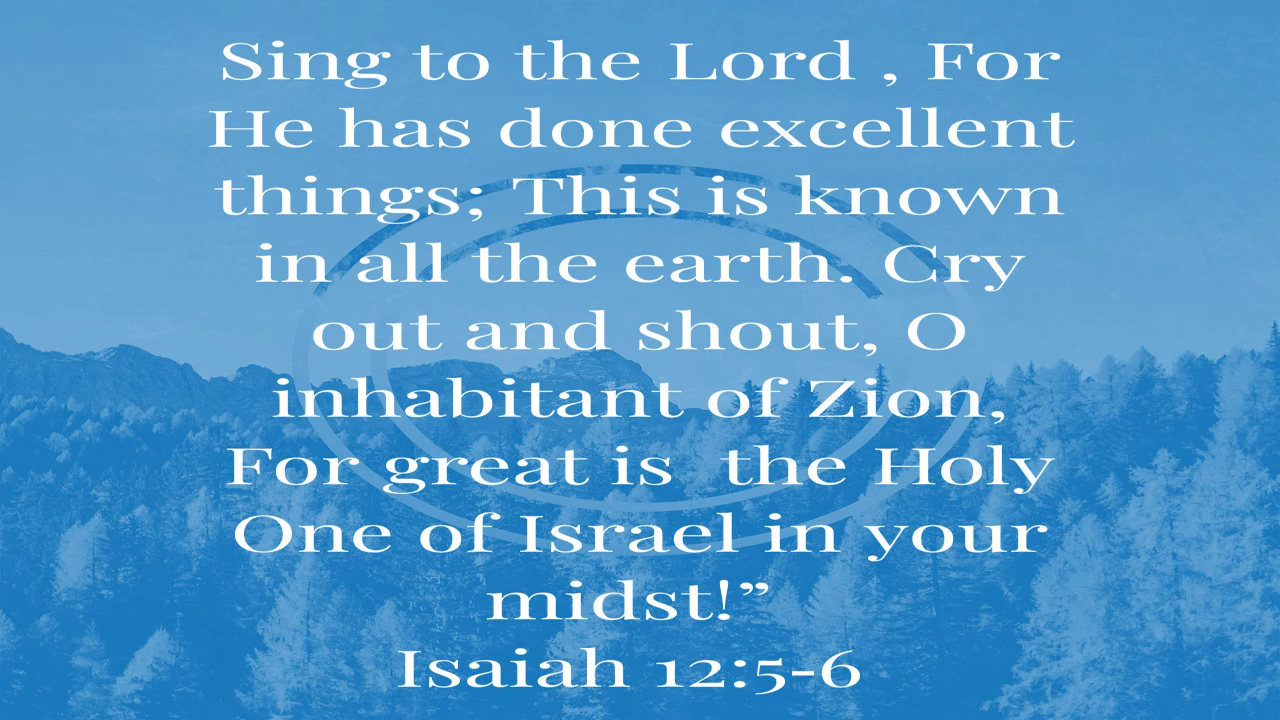 Sing to the Lord , For
He has done excellent
things; This is known
in all the earth. Cry
out and shout, O
inhabitant of Zion,
For great is  the Holy
One of Israel in your
midst!”
Isaiah 12:5-6